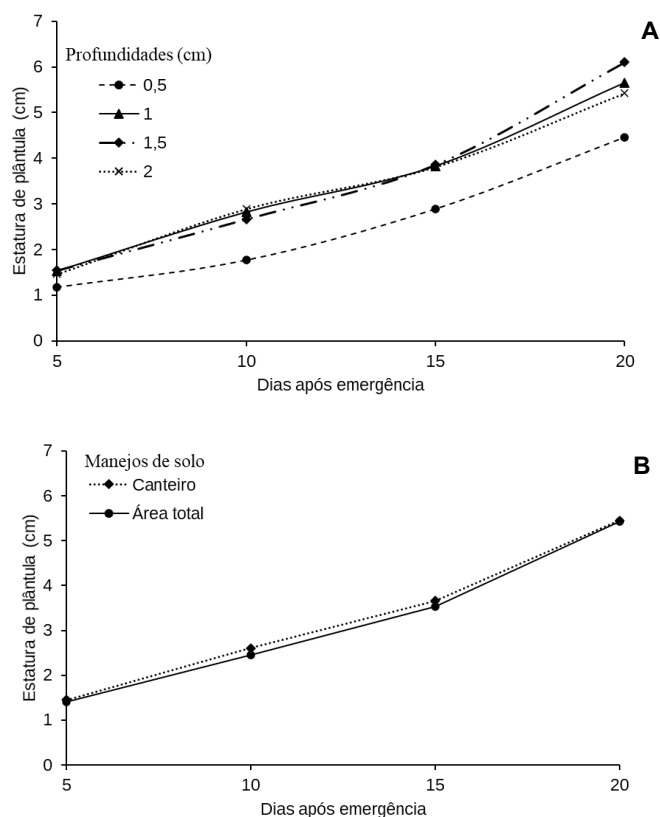 A
Profundidades (cm)
0,5
1
1,5
2
Estatura de plântula (cm)
7
6
5
4
3
2
1
0
5 10 15 20
Dias após emergência
B
Manejos de solo
Canteiro
Área total
Estatura de plântula (cm)
7
6
5
4
3
2
1
0
5 10 15 20
Dias após emergência